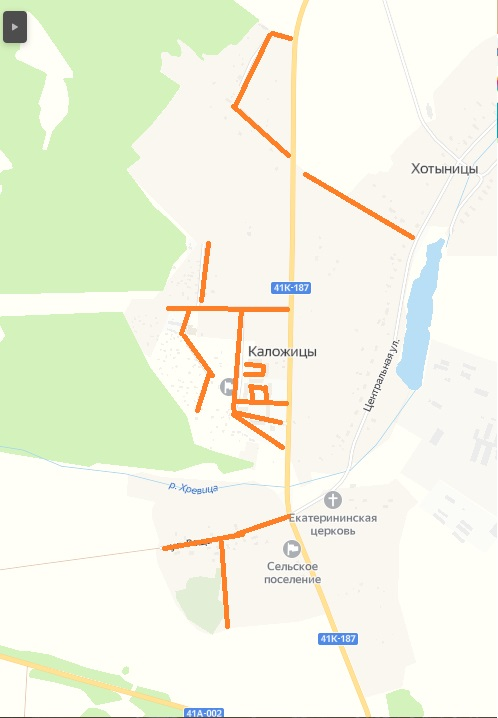 Хотыницы
41К-187
Каложицы
Центральная ул.
р. Хревица
Екатерининская
церковь
Сельское
поселение
41К-187
41А-002